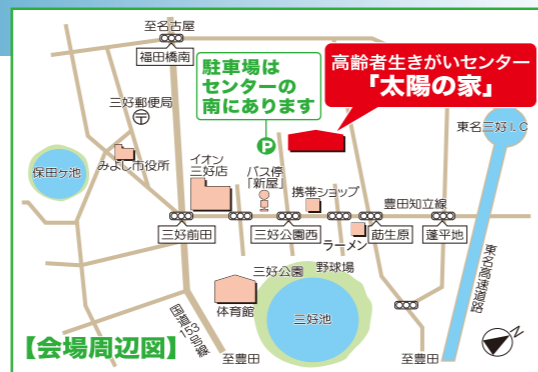 至名古屋
福田橋南
駐車場は
センターの
南にあります
高齢者生きがいセンター
「太陽の家」
三好郵便局
〒
P
東名三好I.C
みよし市役所
イオン
三好店
バス停
「新屋」
保田ヶ池
携帯ショップ
豊田知立線
三好前田
三好公園西
莇生原
蓬平地
ラーメン
三好公園
野球場
東名高速道路
体育館
三好池
国道153号線
N
【会場周辺図】
至豊田
至豊田